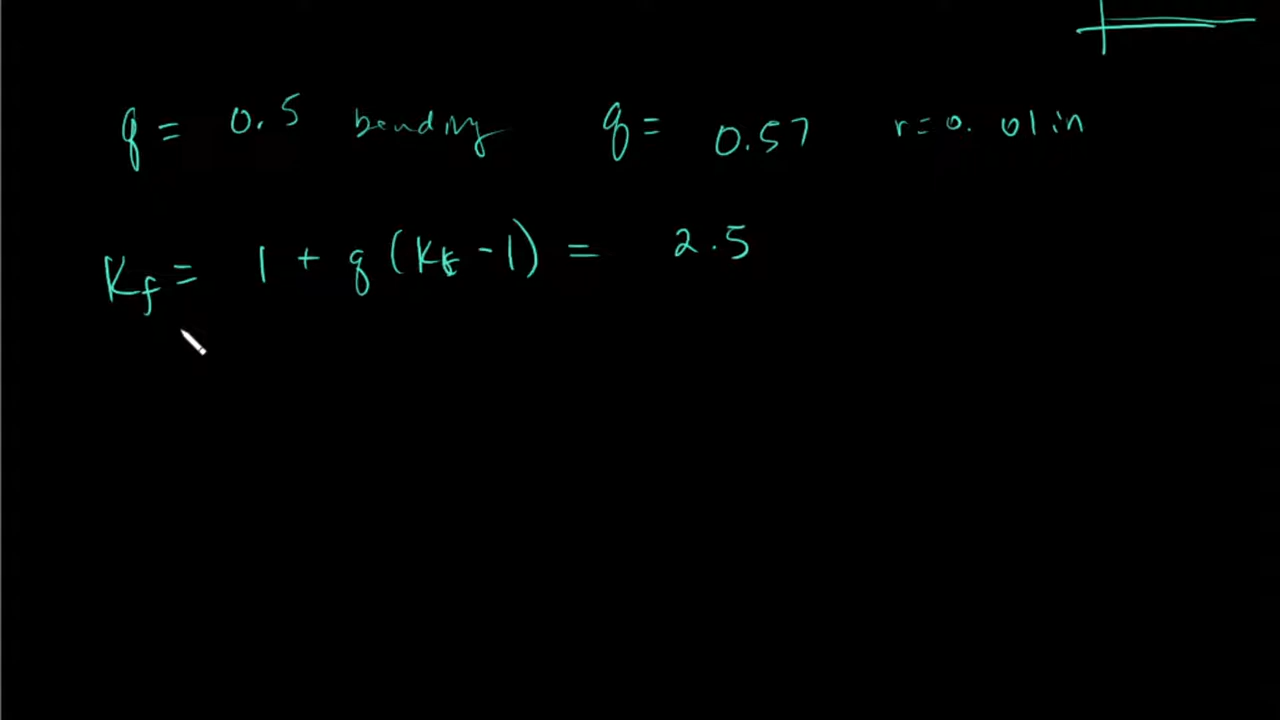 q = 0.5 bending q = 0.57 r = 0.01 in
Kf = 1 + q (Kt - 1) = 2.5